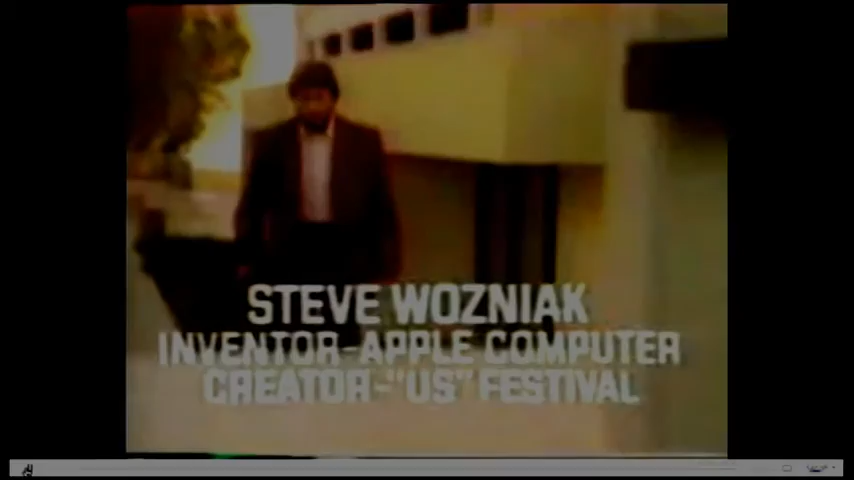 STEVE WOZNIAK
INVENTOR-APPLE COMPUTER
CREATOR-"US" FESTIVAL